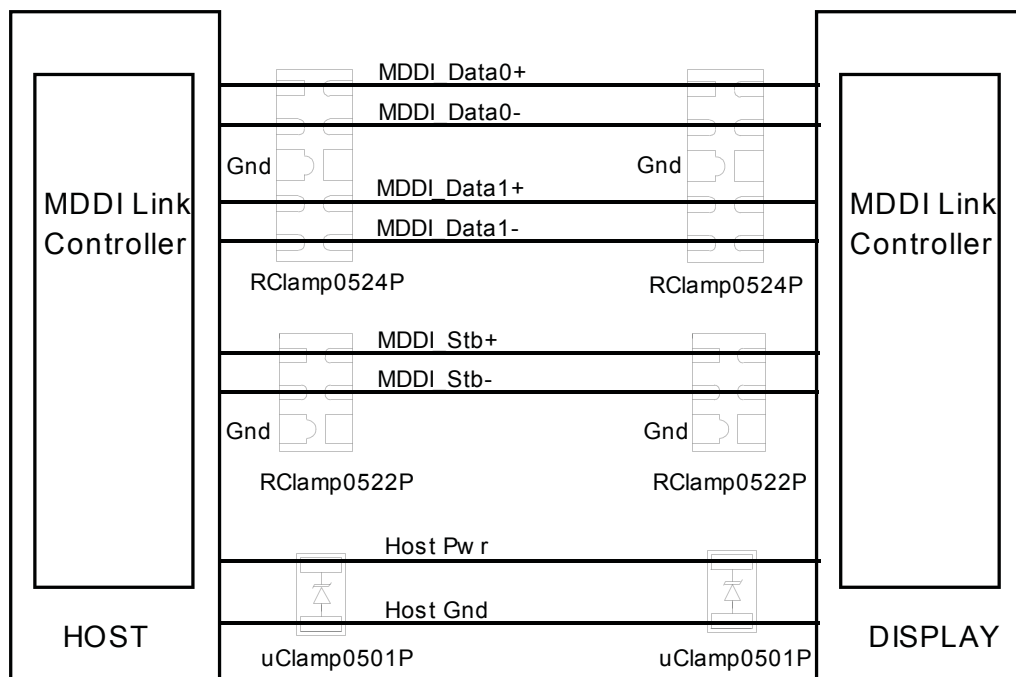 MDDI_Data0+
MDDI_Data0-
Gnd
Gnd
MDDI_Data1+
MDDI Link
Controller
MDDI Link
Controller
MDDI_Data1-
RClamp0524P
RClamp0524P
MDDI_Stb+
MDDI_Stb-
Gnd
Gnd
RClamp0522P
RClamp0522P
Host Pwr
Host Gnd
HOST
DISPLAY
uClamp0501P
uClamp0501P